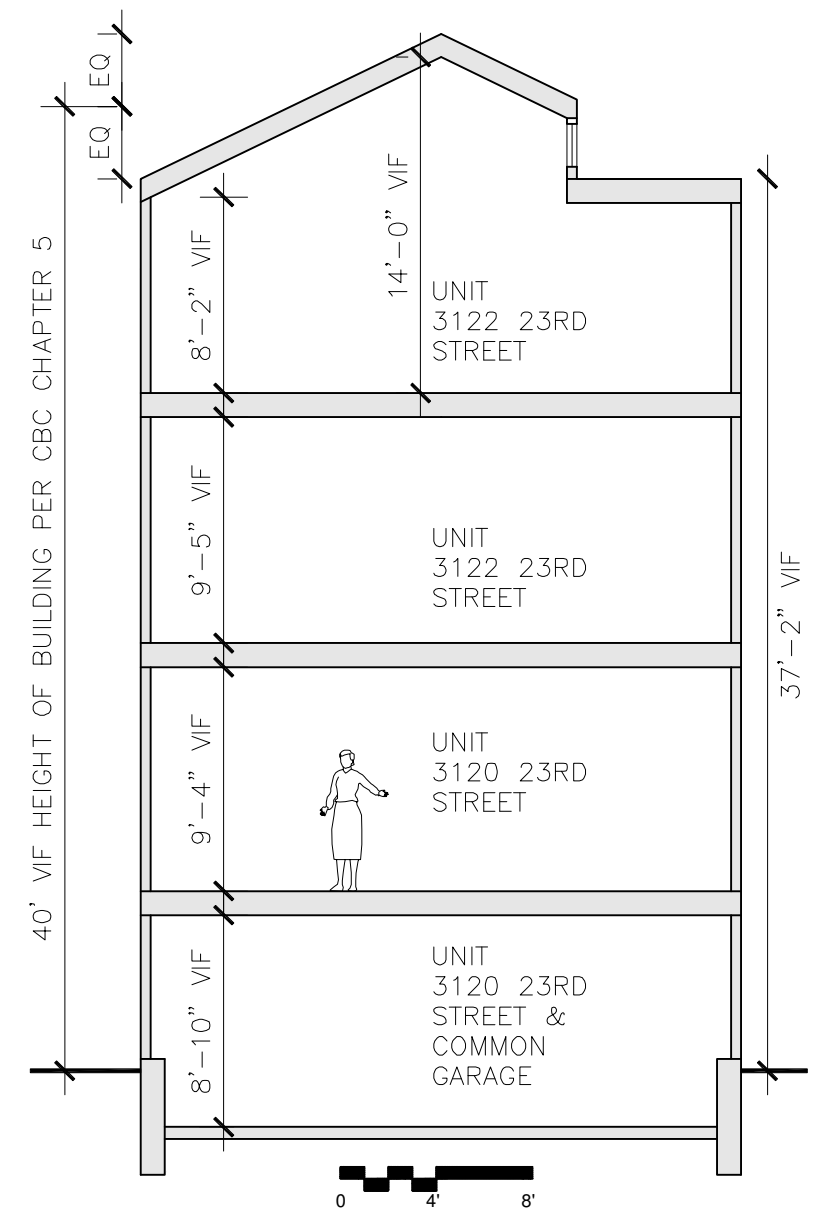 EQ
EQ
40' VIF HEIGHT OF BUILDING PER CBC CHAPTER 5
8'-2" VIF
14'-0" VIF
UNIT
3122 23RD
STREET
9'-5" VIF
UNIT
3122 23RD
STREET
37'-2" VIF
9'-4" VIF
UNIT
3120 23RD
STREET
8'-10" VIF
UNIT
3120 23RD
STREET &
COMMON
GARAGE
0 4' 8'